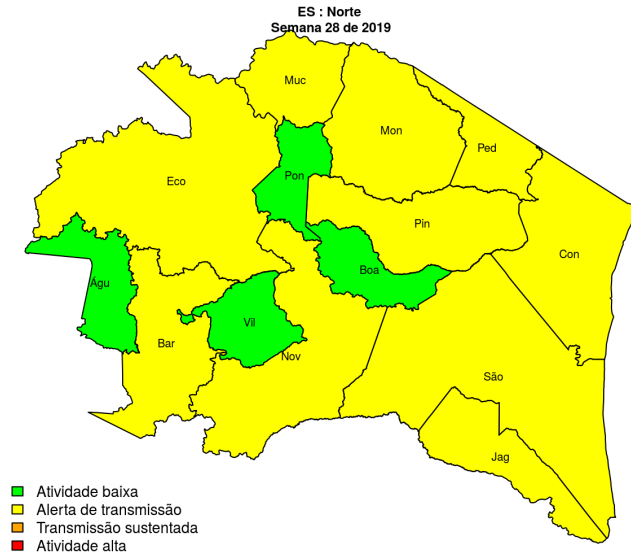 ES : Norte
Semana 28 de 2019
Muc
Mon
Ped
Pon
Eco
Pin
Con
Boa
Águ
Vil
Bar
Nov
São
Jag
Atividade baixa
Alerta de transmissão
Transmissão sustentada
Atividade alta